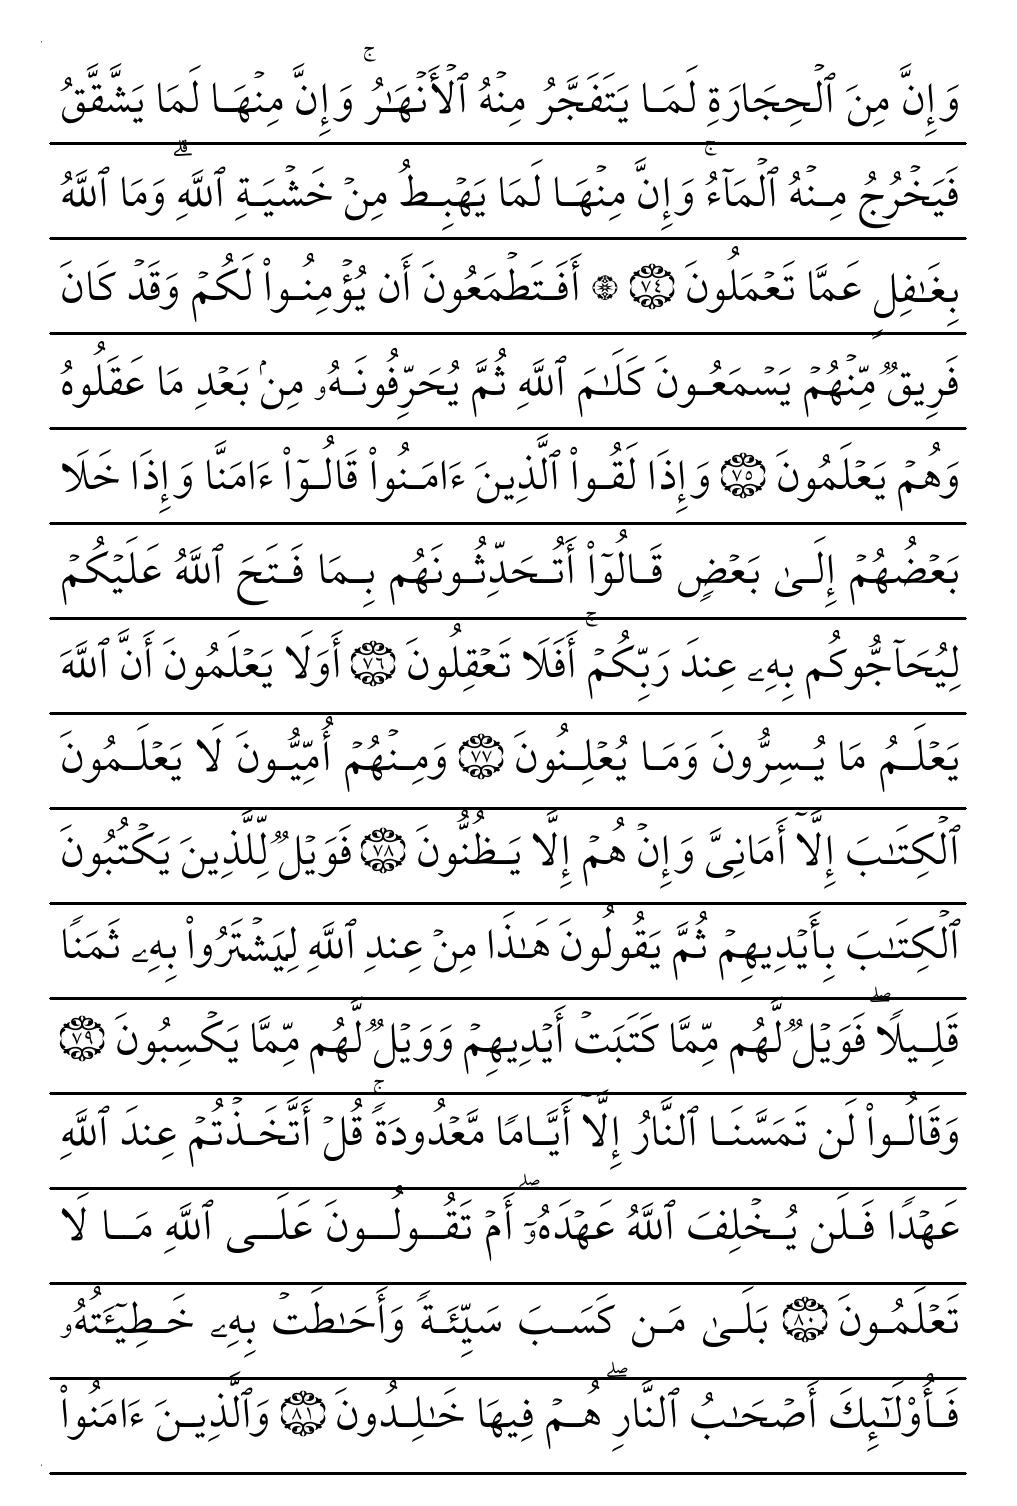 وَإِنَّ مِنَ ٱلۡحِجَارَةِ لَمَا يَتَفَجَّرُ مِنۡهُ ٱلۡأَنۡهَٰرُۚ وَإِنَّ مِنۡهَا لَمَا يَشَّقَّقُ
فَيَخۡرُجُ مِنۡهُ ٱلۡمَآءُۚ وَإِنَّ مِنۡهَا لَمَا يَهۡبِطُ مِنۡ خَشۡيَةِ ٱللَّهِۗ وَمَا ٱللَّهُ
بِغَٰفِلٍ عَمَّا تَعۡمَلُونَ ٧٤ ۞ أَفَتَطۡمَعُونَ أَن يُؤۡمِنُواْ لَكُمۡ وَقَدۡ كَانَ
فَرِيقٞ مِّنۡهُمۡ يَسۡمَعُونَ كَلَٰمَ ٱللَّهِ ثُمَّ يُحَرِّفُونَهُۥ مِنۢ بَعۡدِ مَا عَقَلُوهُ
وَهُمۡ يَعۡلَمُونَ ٧٥ وَإِذَا لَقُواْ ٱلَّذِينَ ءَامَنُواْ قَالُوٓاْ ءَامَنَّا وَإِذَا خَلَا
بَعۡضُهُمۡ إِلَىٰ بَعۡضٖ قَالُوٓاْ أَتُحَدِّثُونَهُم بِمَا فَتَحَ ٱللَّهُ عَلَيۡكُمۡ
لِيُحَآجُّوكُم بِهِۦ عِندَ رَبِّكُمۡۚ أَفَلَا تَعۡقِلُونَ ٧٦ أَوَلَا يَعۡلَمُونَ أَنَّ ٱللَّهَ
يَعۡلَمُ مَا يُسِرُّونَ وَمَا يُعۡلِنُونَ ٧٧ وَمِنۡهُمۡ أُمِّيُّونَ لَا يَعۡلَمُونَ
ٱلۡكِتَٰبَ إِلَّآ أَمَانِيَّ وَإِنۡ هُمۡ إِلَّا يَظُنُّونَ ٧٨ فَوَيۡلٞ لِّلَّذِينَ يَكۡتُبُونَ
ٱلۡكِتَٰبَ بِأَيۡدِيهِمۡ ثُمَّ يَقُولُونَ هَٰذَا مِنۡ عِندِ ٱللَّهِ لِيَشۡتَرُواْ بِهِۦ ثَمَنٗا
قَلِيلٗاۖ فَوَيۡلٞ لَّهُم مِّمَّا كَتَبَتۡ أَيۡدِيهِمۡ وَوَيۡلٞ لَّهُم مِّمَّا يَكۡسِبُونَ ٧٩
وَقَالُواْ لَن تَمَسَّنَا ٱلنَّارُ إِلَّآ أَيَّامٗا مَّعۡدُودَةٗۚ قُلۡ أَتَّخَذۡتُمۡ عِندَ ٱللَّهِ
عَهۡدٗا فَلَن يُخۡلِفَ ٱللَّهُ عَهۡدَهُۥٓۖ أَمۡ تَقُولُونَ عَلَى ٱللَّهِ مَا لَا
تَعۡلَمُونَ ٨٠ بَلَىٰ مَن كَسَبَ سَيِّئَةٗ وَأَحَٰطَتۡ بِهِۦ خَطِيٓـَٔتُهُۥ
فَأُوْلَٰٓئِكَ أَصۡحَٰبُ ٱلنَّارِۖ هُمۡ فِيهَا خَٰلِدُونَ ٨١ وَٱلَّذِينَ ءَامَنُواْ